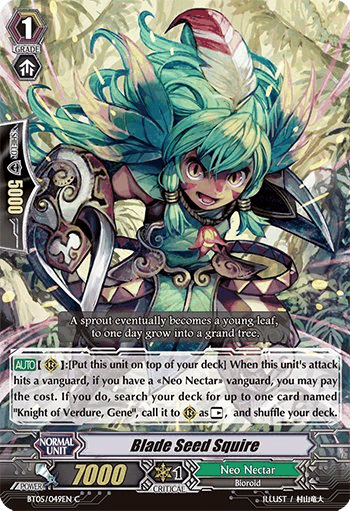 1
GRADE
SHIELD
5000
A sprout eventually becomes a young leaf,
to one day grow into a grand tree.
AUTO [ ]:[Put this unit on top of your deck] When this unit's attack
hits a vanguard, if you have a «Neo Nectar» vanguard, you may pay
the cost. If you do, search your deck for up to one card named
"Knight of Verdure, Gene", call it to as , and shuffle your deck.
NORMAL
UNIT
Blade Seed Squire
POWER
7000
1
CRITICAL
Neo Nectar
Bioroid
BT05/049EN C
ILLUST / 村山竜大